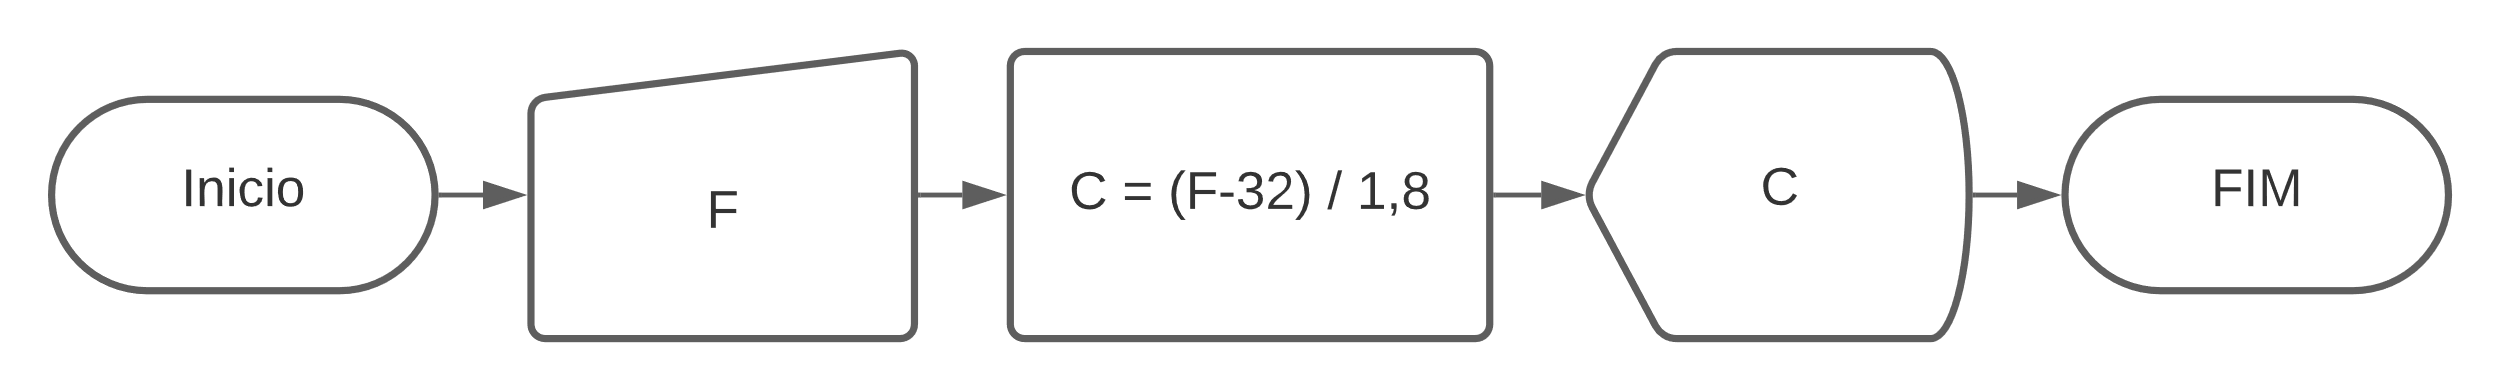 Inicio
F
C = (F-32) / 1,8
C
FIM